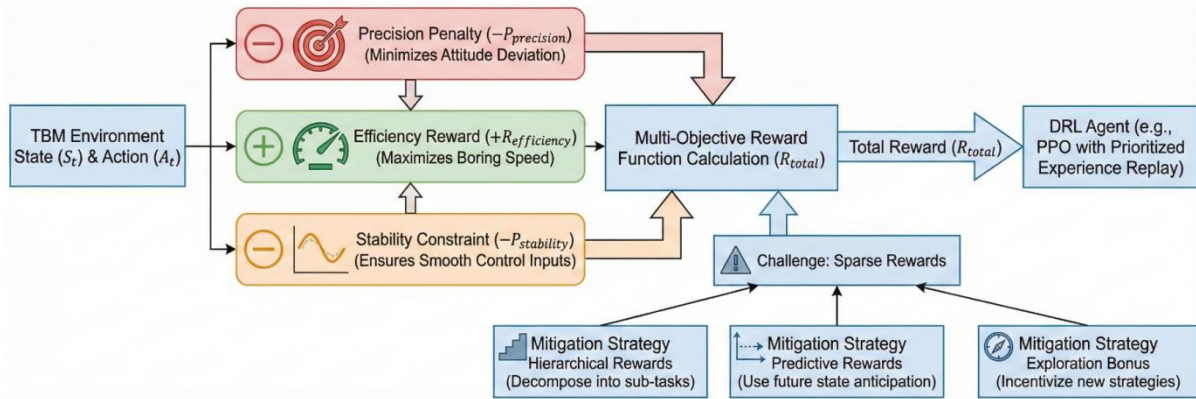 TBM Environment
State (S_t) & Action (A_t)
Precision Penalty (−P_precision)
(Minimizes Attitude Deviation)
Efficiency Reward (+R_efficiency)
(Maximizes Boring Speed)
Stability Constraint (−P_stability)
(Ensures Smooth Control Inputs)
Multi-Objective Reward
Function Calculation (R_total)
Total Reward (R_total)
DRL Agent (e.g.,
PPO with Prioritized
Experience Replay)
Challenge: Sparse Rewards
Mitigation Strategy
Hierarchical Rewards
(Decompose into sub-tasks)
Mitigation Strategy
Predictive Rewards
(Use future state anticipation)
Mitigation Strategy
Exploration Bonus
(Incentivize new strategies)